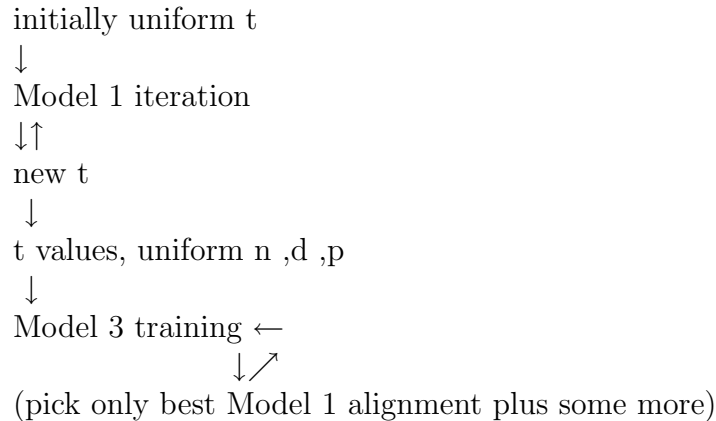 initially uniform t
↓
Model 1 iteration
↓↑
new t
↓
t values, uniform n ,d ,p
↓
Model 3 training ←
↓↗
(pick only best Model 1 alignment plus some more)